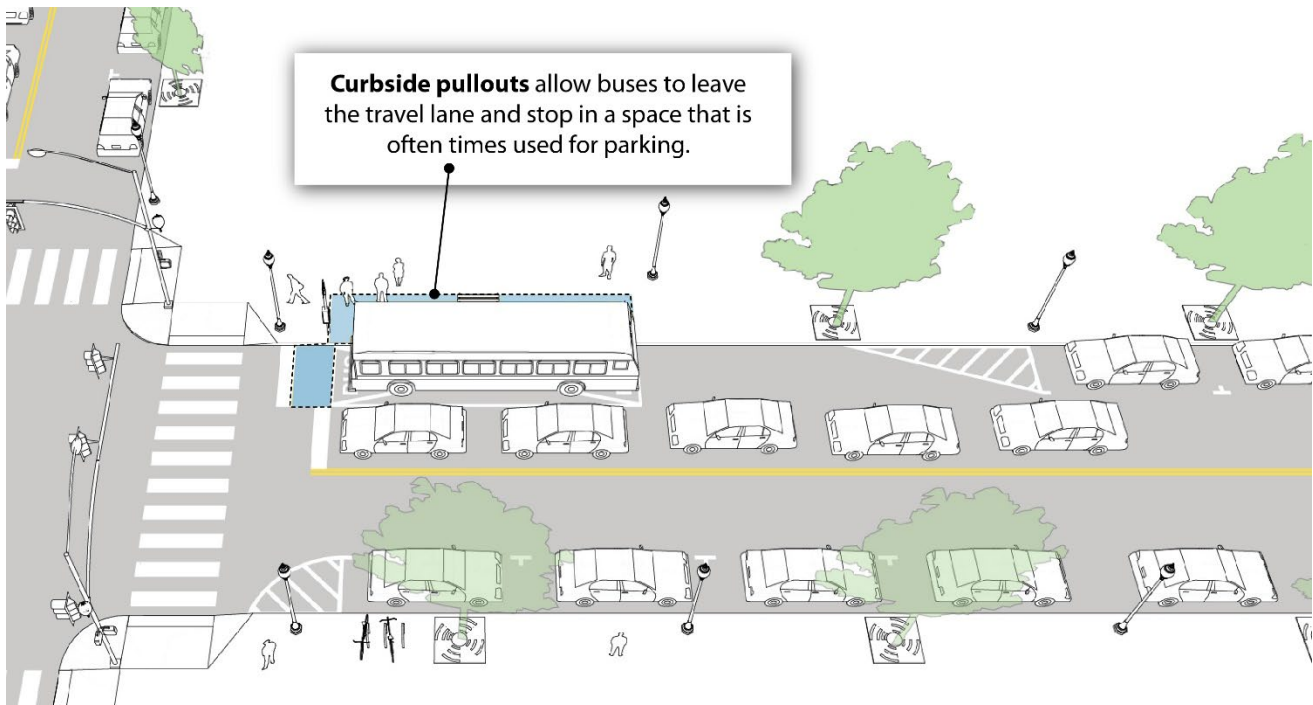 Curbside pullouts allow buses to leave
the travel lane and stop in a space that is
often times used for parking.